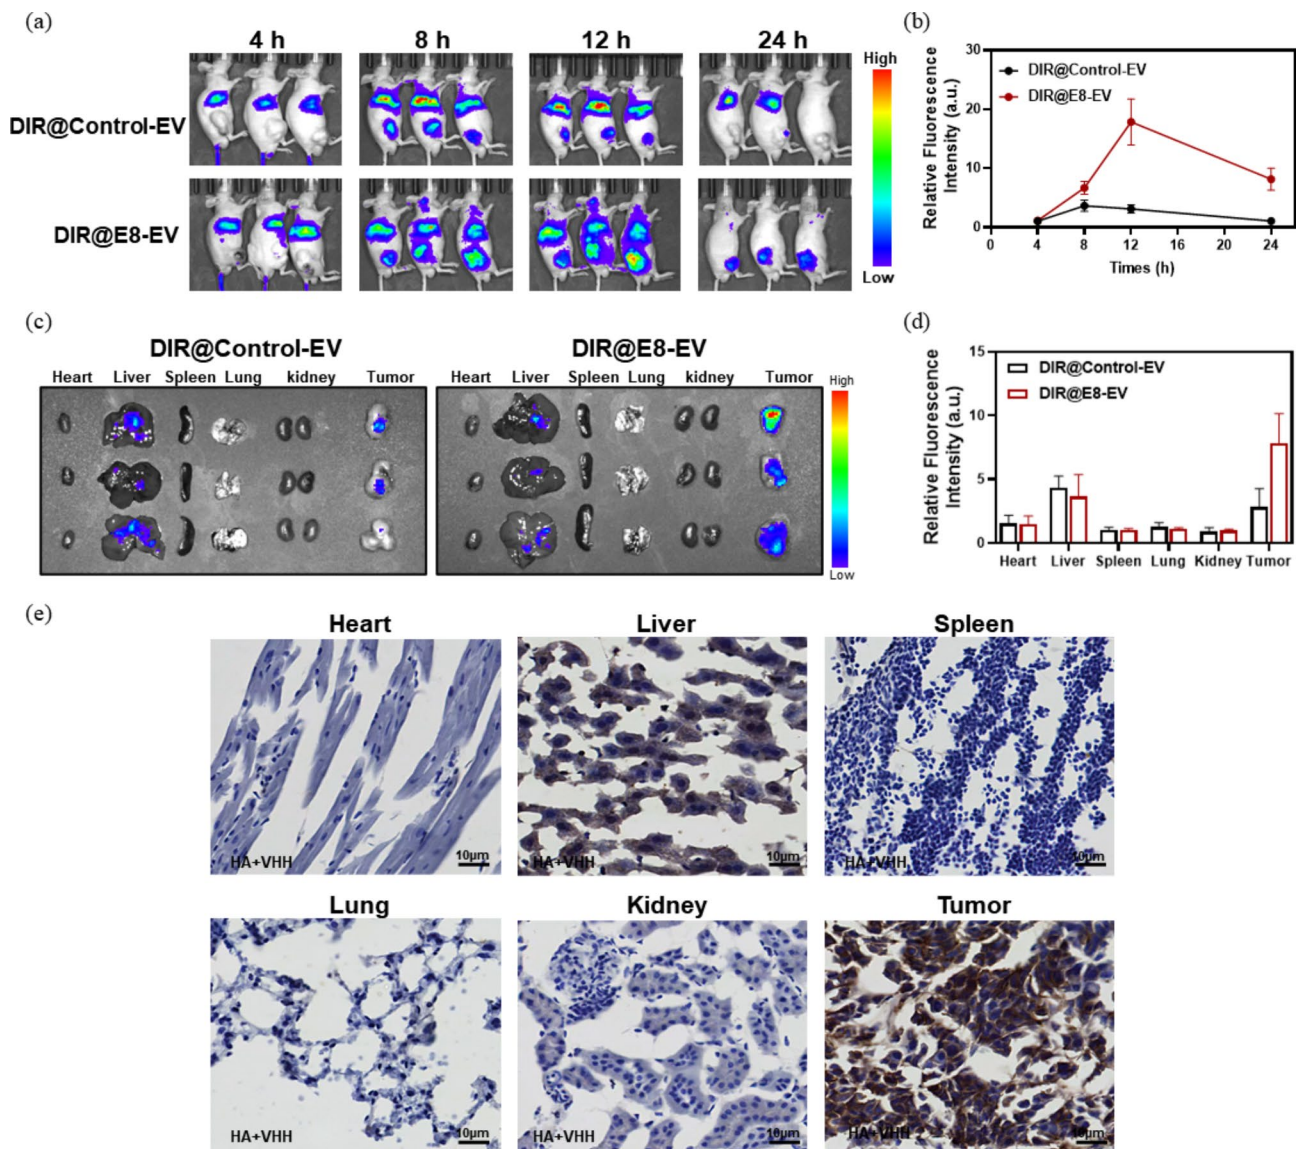 (a)
4 h 8 h 12 h 24 h
DIR@Control-EV
DIR@E8-EV
High
Low
(b)
Relative Fluorescence
Intensity (a.u.)
30
20
10
0
DIR@Control-EV
DIR@E8-EV
0 4 8 12 16 20 24
Times (h)
(c)
DIR@Control-EV DIR@E8-EV
Heart Liver Spleen Lung kidney Tumor Heart Liver Spleen Lung kidney Tumor
High
Low
(d)
Relative Fluorescence
Intensity (a.u.)
15
10
5
0
DIR@Control-EV
DIR@E8-EV
Heart Liver Spleen Lung Kidney Tumor
(e)
Heart Liver Spleen
HA+VHH 10μm HA+VHH 10μm HA+VHH 10μm
Lung Kidney Tumor
HA+VHH 10μm HA+VHH 10μm HA+VHH 10μm